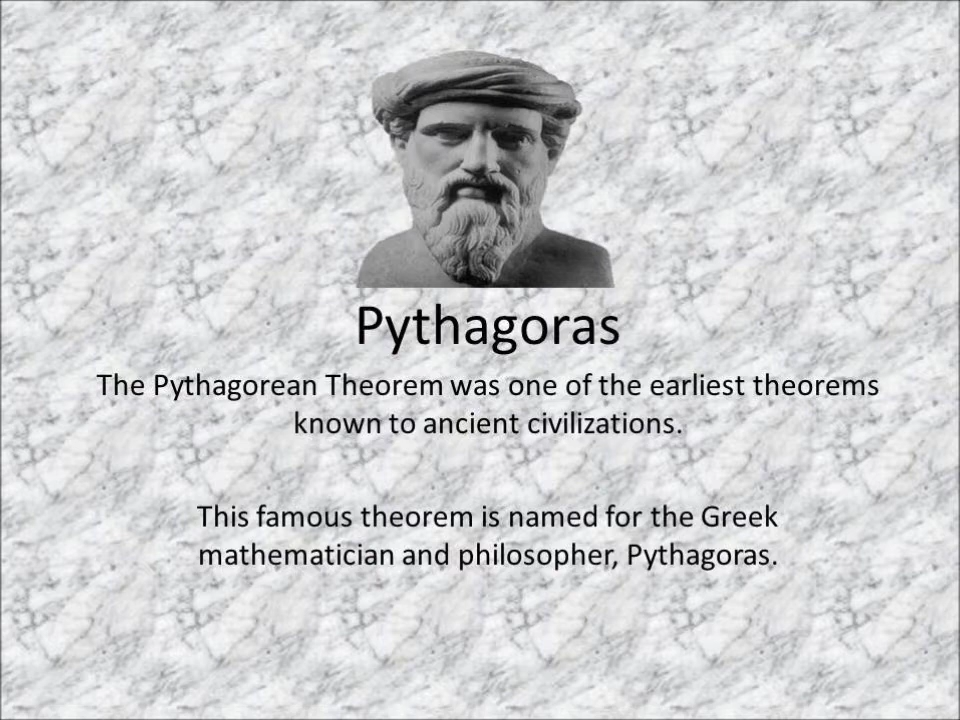 Pythagoras
The Pythagorean Theorem was one of the earliest theorems
known to ancient civilizations.
This famous theorem is named for the Greek
mathematician and philosopher, Pythagoras.